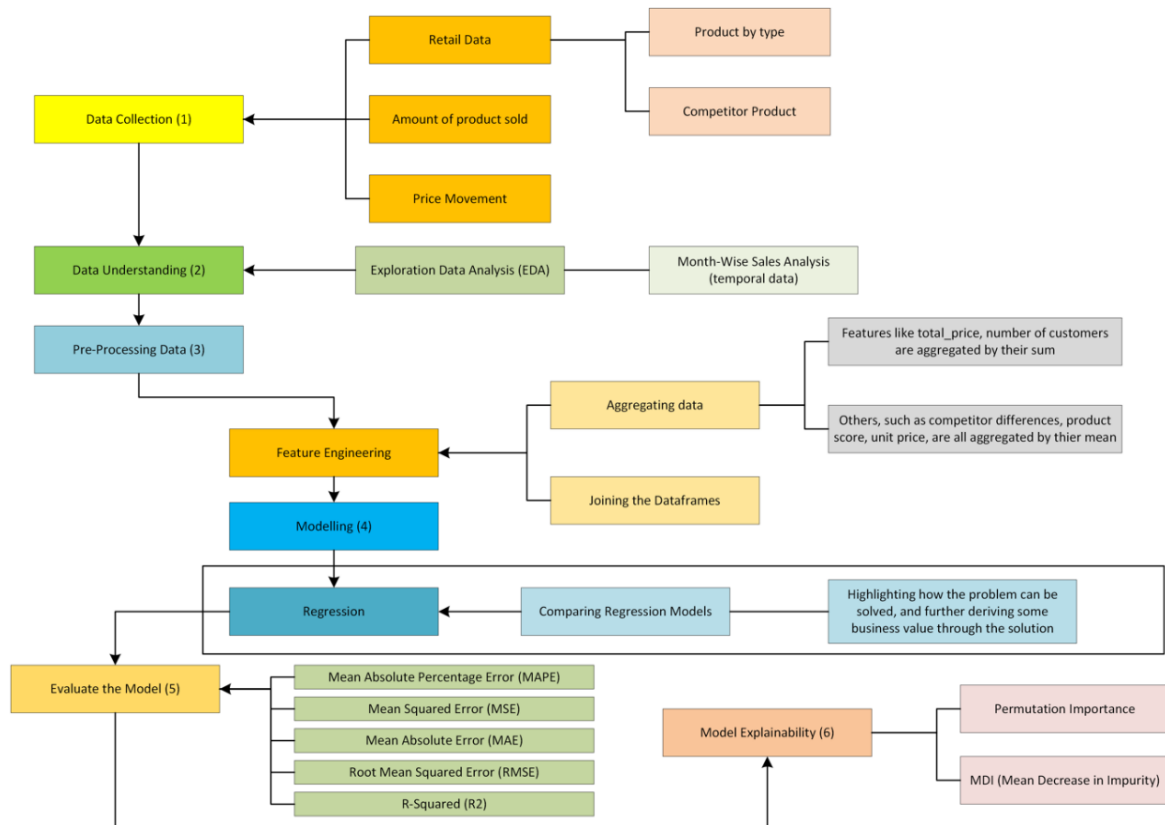 Retail Data
Product by type
Data Collection (1)
Amount of product sold
Competitor Product
Price Movement
Data Understanding (2)
Exploration Data Analysis (EDA)
Month-Wise Sales Analysis
(temporal data)
Pre-Processing Data (3)
Features like total_price, number of customers
are aggregated by their sum
Aggregating data
Others, such as competitor differences, product
score, unit price, are all aggregated by thier mean
Feature Engineering
Joining the Dataframes
Modelling (4)
Regression
Comparing Regression Models
Highlighting how the problem can be
solved, and further deriving some
business value through the solution
Evaluate the Model (5)
Mean Absolute Percentage Error (MAPE)
Mean Squared Error (MSE)
Mean Absolute Error (MAE)
Root Mean Squared Error (RMSE)
R-Squared (R2)
Model Explainability (6)
Permutation Importance
MDI (Mean Decrease in Impurity)